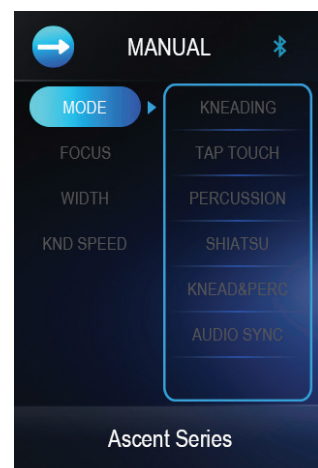 MANUAL
MODE
FOCUS
WIDTH
KND SPEED
KNEADING
TAP TOUCH
PERCUSSION
SHIATSU
KNEAD&PERC
AUDIO SYNC
Ascent Series